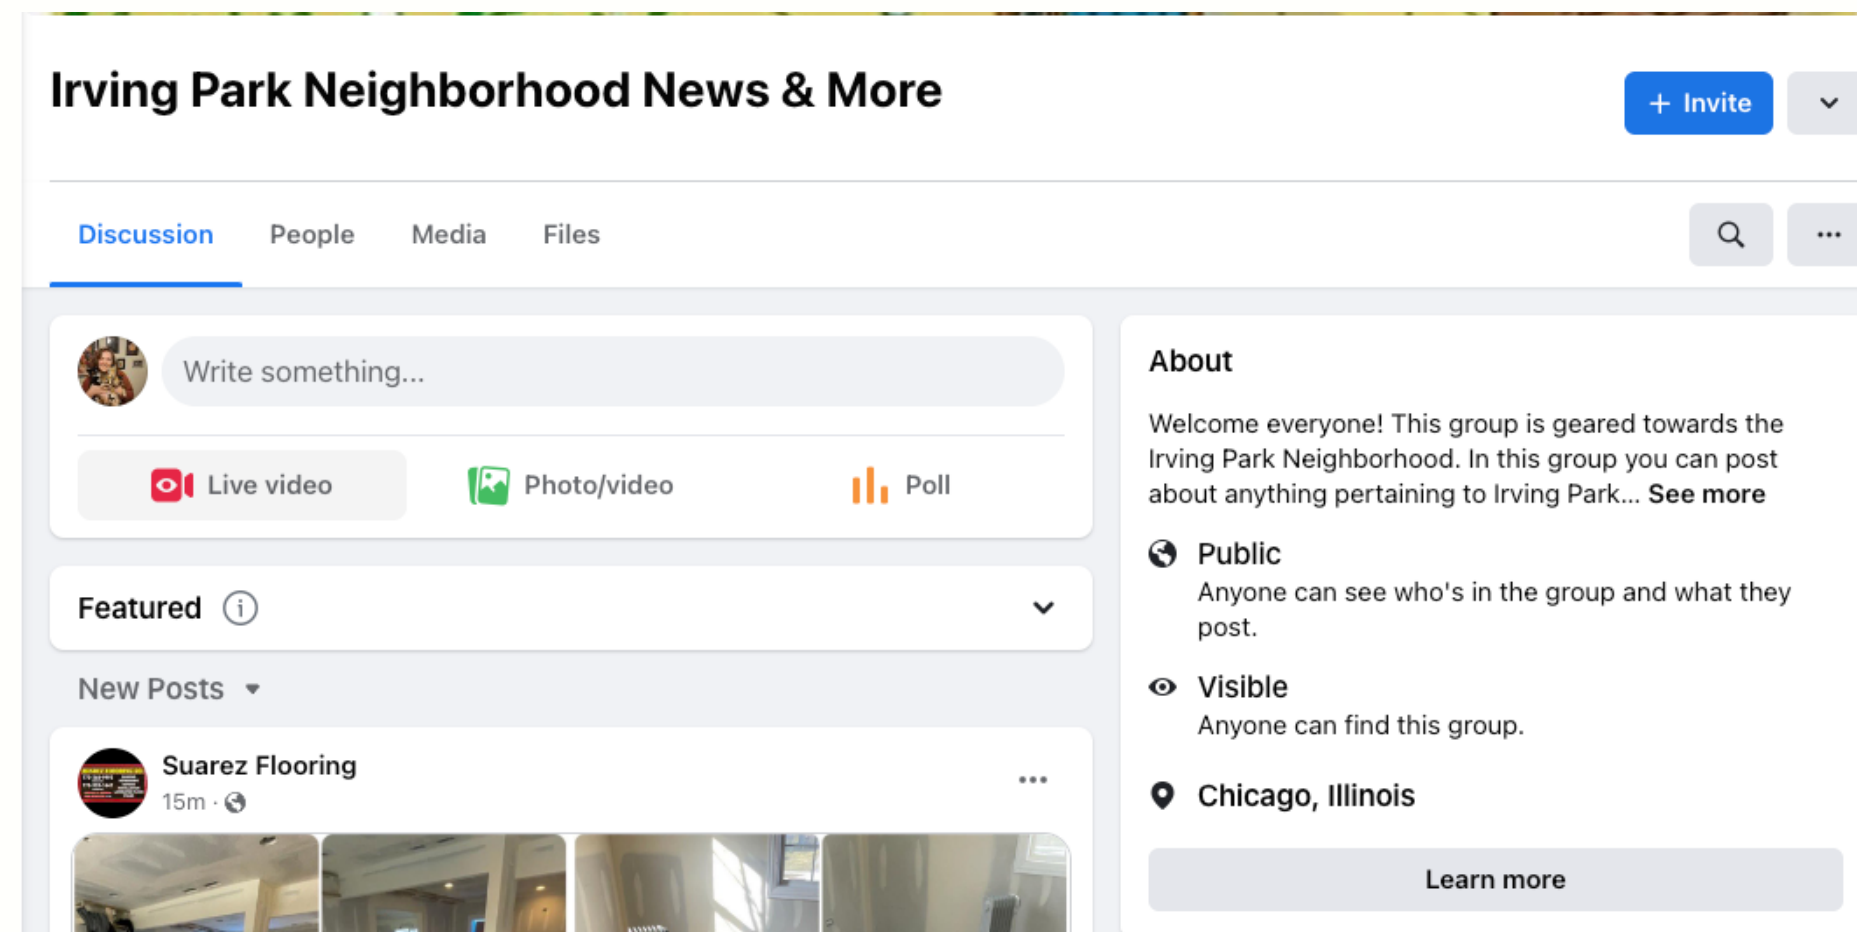 Irving Park Neighborhood News & More
+ Invite
Discussion
People
Media
Files
Write something...
Live video
Photo/video
Poll
Featured
New Posts
Suarez Flooring
15m ·
About
Welcome everyone! This group is geared towards the
Irving Park Neighborhood. In this group you can post
about anything pertaining to Irving Park... See more
Public
Anyone can see who's in the group and what they
post.
Visible
Anyone can find this group.
Chicago, Illinois
Learn more